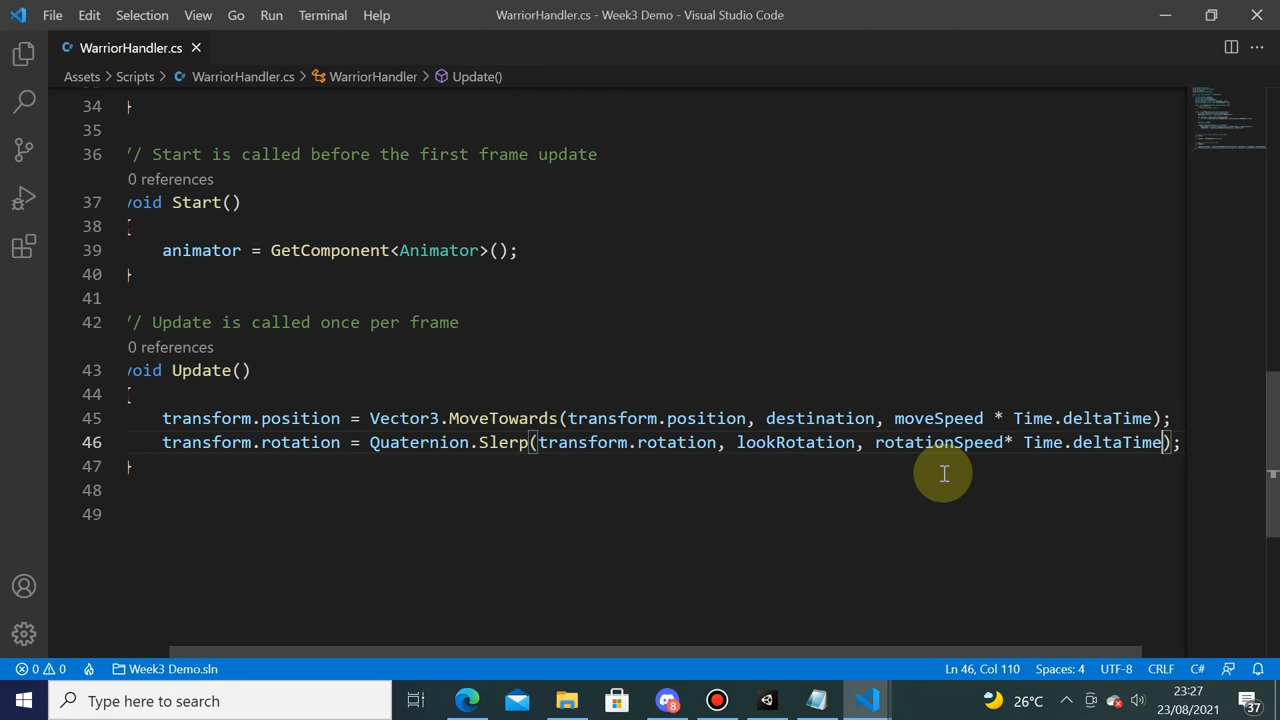 File Edit Selection View Go Run Terminal Help WarriorHandler.cs - Week3 Demo - Visual Studio Code
WarriorHandler.cs
Assets > Scripts > WarriorHandler.cs > WarriorHandler > Update()
34 }
35
36 // Start is called before the first frame update
0 references
37 void Start()
38 {
39 animator = GetComponent<Animator>();
40 }
41
42 // Update is called once per frame
0 references
43 void Update()
44 {
45 transform.position = Vector3.MoveTowards(transform.position, destination, moveSpeed * Time.deltaTime);
46 transform.rotation = Quaternion.Slerp(transform.rotation, lookRotation, rotationSpeed* Time.deltaTime);
47 }
48
49
0 0 Week3 Demo.sln Ln 46, Col 110 Spaces: 4 UTF-8 CRLF C#
Type here to search 8 26°C 23:27
23/08/2021 37